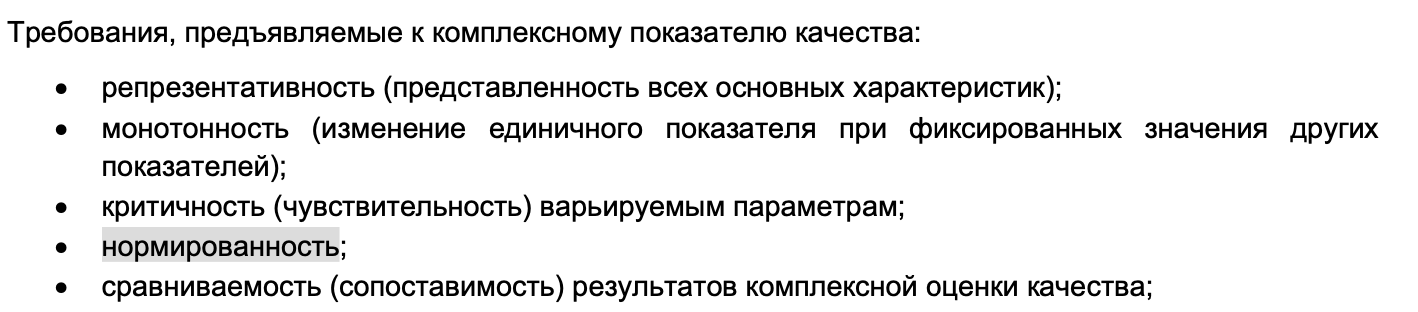 Требования, предъявляемые к комплексному показателю качества:
• репрезентативность (представленность всех основных характеристик);
• монотонность (изменение единичного показателя при фиксированных значения других
показателей);
• критичность (чувствительность) варьируемым параметрам;
• нормированность;
• сравниваемость (сопоставимость) результатов комплексной оценки качества;